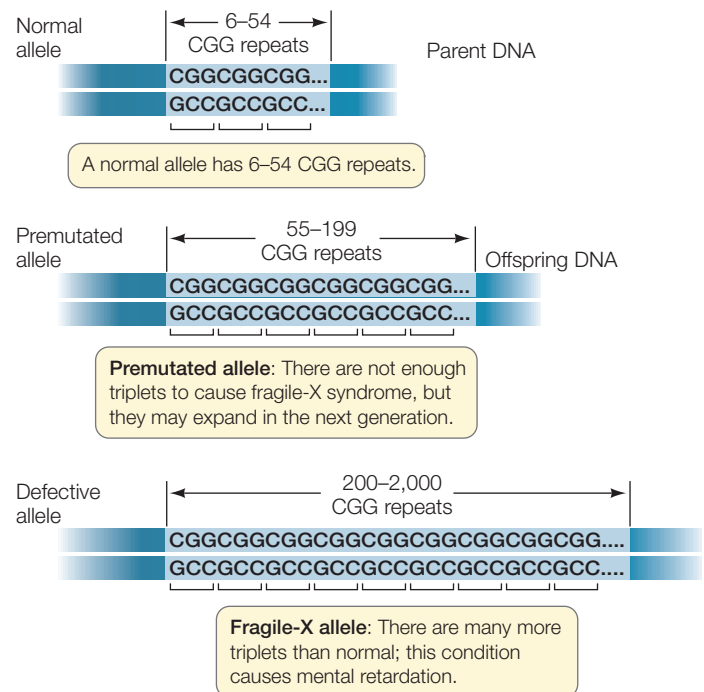 Normal
allele
6–54
CGG repeats
Parent DNA
CGGCGGCGG...
GCCGCCGCC...
A normal allele has 6–54 CGG repeats.
Premutated
allele
55–199
CGG repeats
Offspring DNA
CGGCGGCGGCGGCGGCGG...
GCCGCCGCCGCCGCCGCC...
Premutated allele: There are not enough
triplets to cause fragile-X syndrome, but
they may expand in the next generation.
Defective
allele
200–2,000
CGG repeats
CGGCGGCGGCGGCGGCGGCGGCGGCGG....
GCCGCCGCCGCCGCCGCCGCCGCCGCC....
Fragile-X allele: There are many more
triplets than normal; this condition
causes mental retardation.